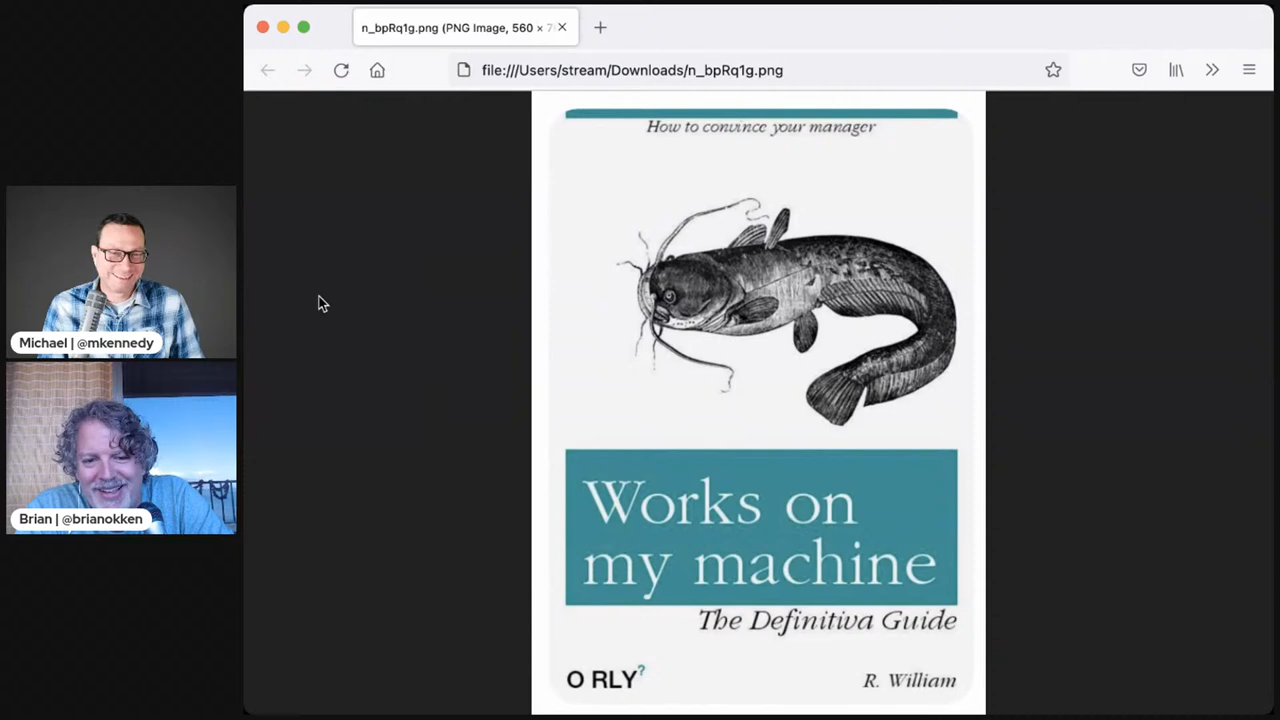 n_bpRq1g.png (PNG Image, 560 ×
file:///Users/stream/Downloads/n_bpRq1g.png
How to convince your manager
Works on
my machine
The Definitiva Guide
O RLY?
R. William
Michael | @mkennedy
Brian | @brianokken